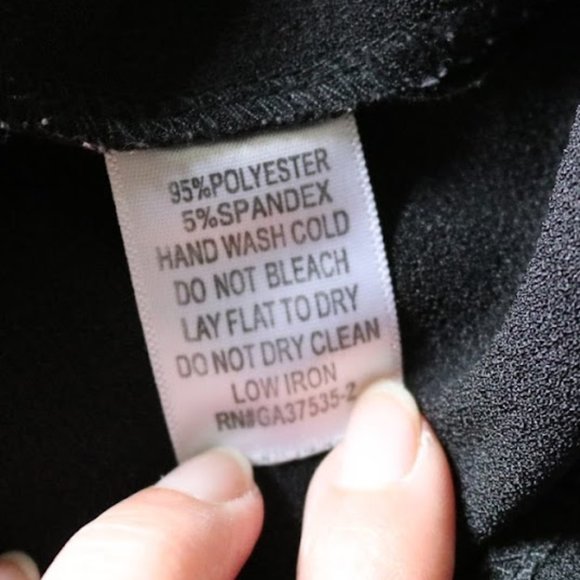 95%POLYESTER
5%SPANDEX
HAND WASH COLD
DO NOT BLEACH
LAY FLAT TO DRY
DO NOT DRY CLEAN
LOW IRON
RN#GA37535-2